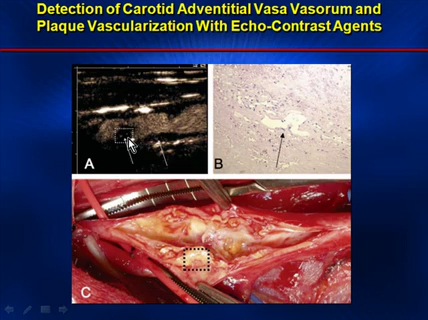 Detection of Carotid Adventitial Vasa Vasorum and
Plaque Vascularization With Echo-Contrast Agents
A
B
C